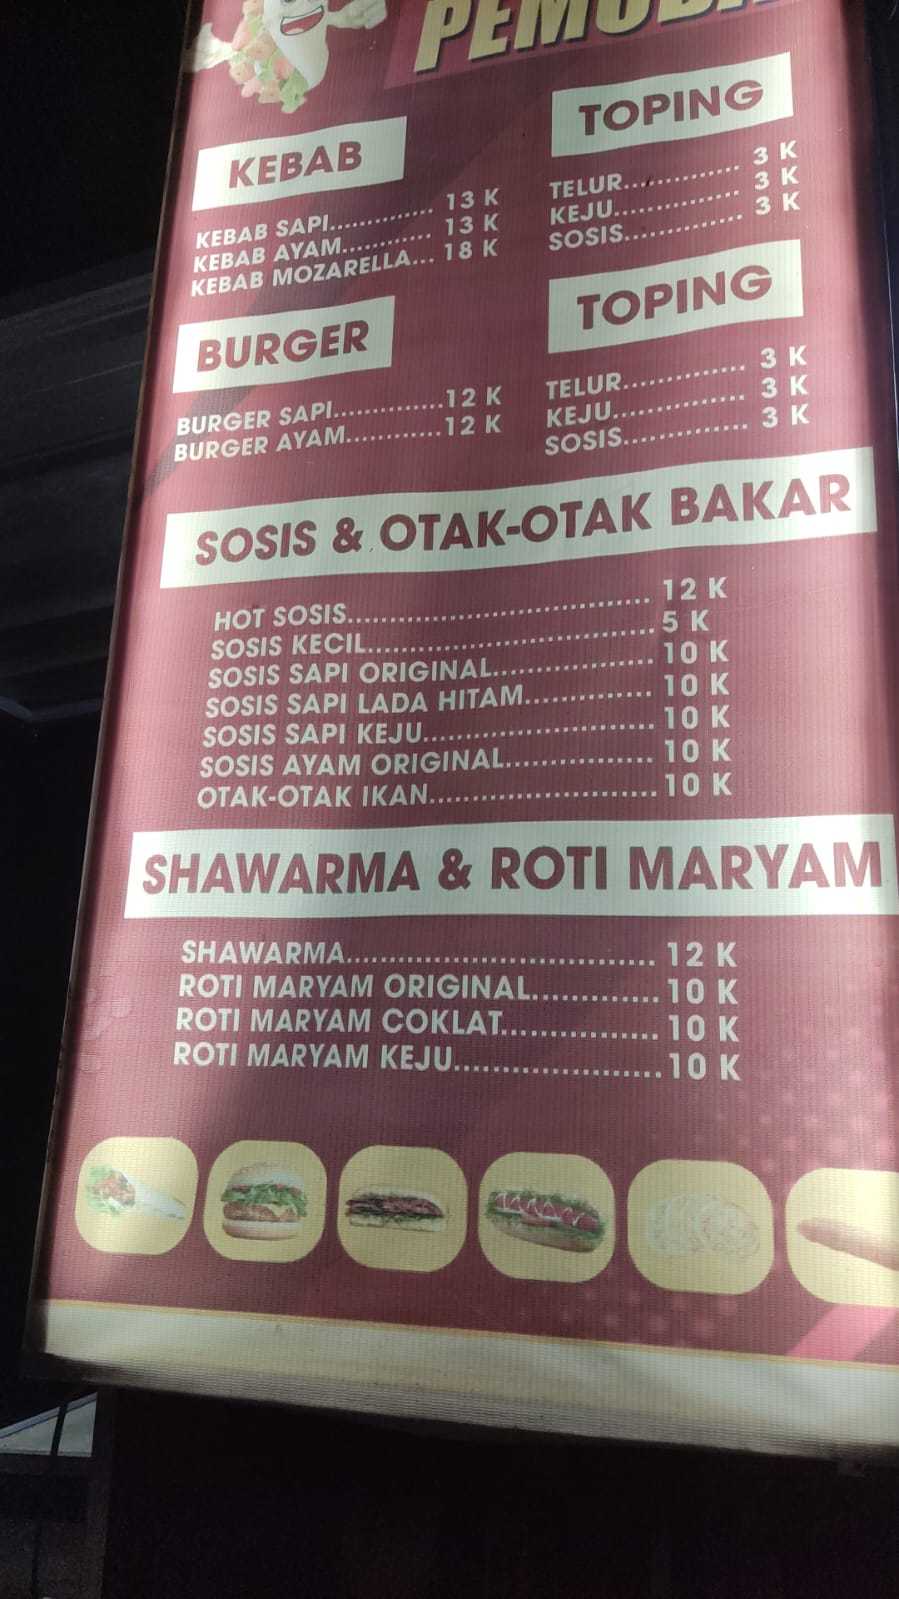 KEBAB
KEBAB SAPI.............. 13 K
KEBAB AYAM............ 13 K
KEBAB MOZARELLA... 18 K
TOPING
TELUR.............. 3 K
KEJU............... 3 K
SOSIS.............. 3 K
BURGER
BURGER SAPI..............12 K
BURGER AYAM............12 K
TOPING
TELUR.............. 3 K
KEJU............... 3 K
SOSIS.............. 3 K
SOSIS & OTAK-OTAK BAKAR
HOT SOSIS.................................... 12 K
SOSIS KECIL.................................. 5 K
SOSIS SAPI ORIGINAL................... 10 K
SOSIS SAPI LADA HITAM.............. 10 K
SOSIS SAPI KEJU........................... 10 K
SOSIS AYAM ORIGINAL................. 10 K
OTAK-OTAK IKAN.......................... 10 K
SHAWARMA & ROTI MARYAM
SHAWARMA................................. 12 K
ROTI MARYAM ORIGINAL............. 10 K
ROTI MARYAM COKLAT................ 10 K
ROTI MARYAM KEJU..................... 10 K